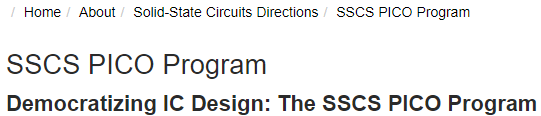 / Home / About / Solid-State Circuits Directions / SSCS PICO Program
SSCS PICO Program
Democratizing IC Design: The SSCS PICO Program